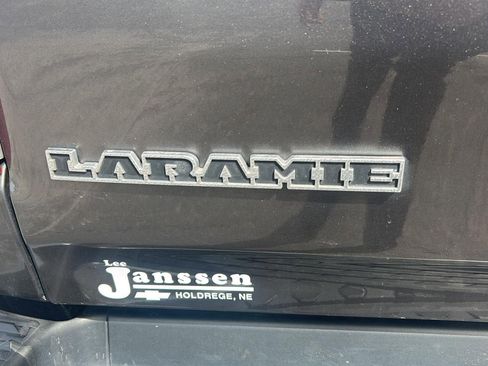 LARAMIE
Lee
Janssen
HOLDREGE, NE